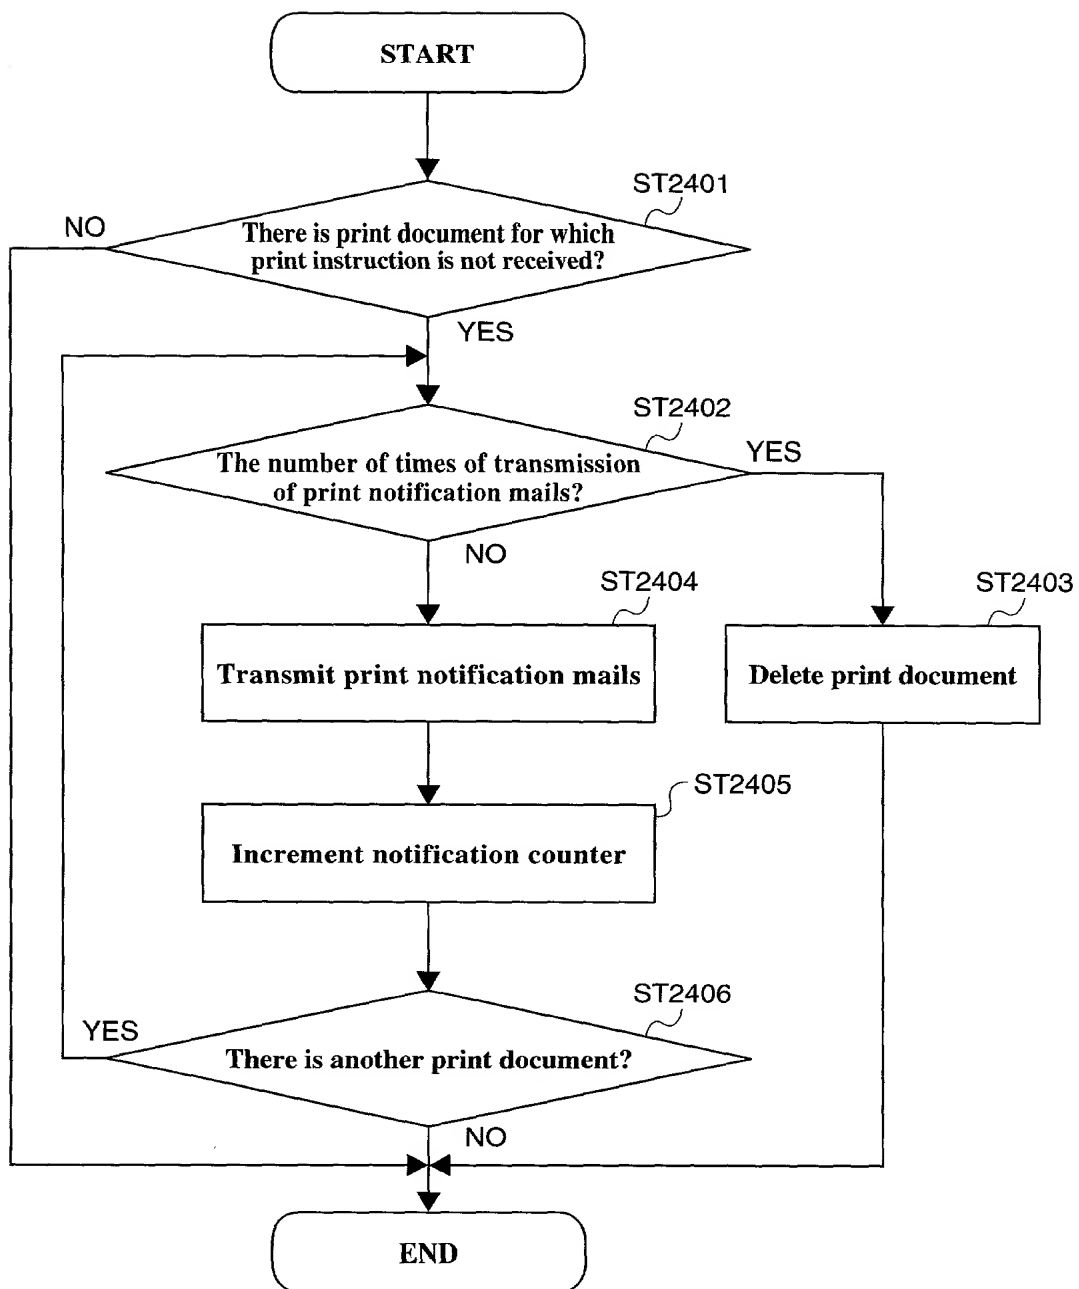 START
ST2401
NO
There is print document for which
print instruction is not received?
YES
ST2402
YES
The number of times of transmission
of print notification mails?
NO
ST2404
ST2403
Transmit print notification mails
Delete print document
ST2405
Increment notification counter
ST2406
YES
There is another print document?
NO
END